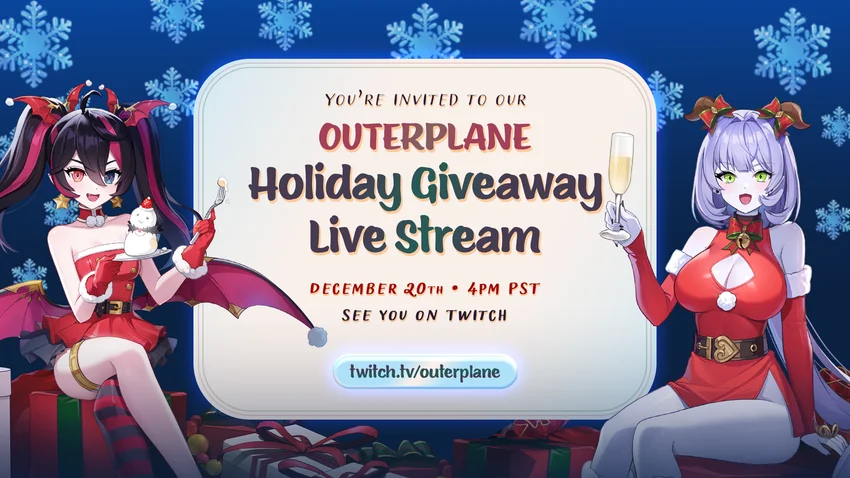 YOU'RE INVITED TO OUR
OUTERPLANE
Holiday Giveaway
Live Stream
DECEMBER 20TH • 4PM PST
SEE YOU ON TWITCH
twitch.tv/outerplane